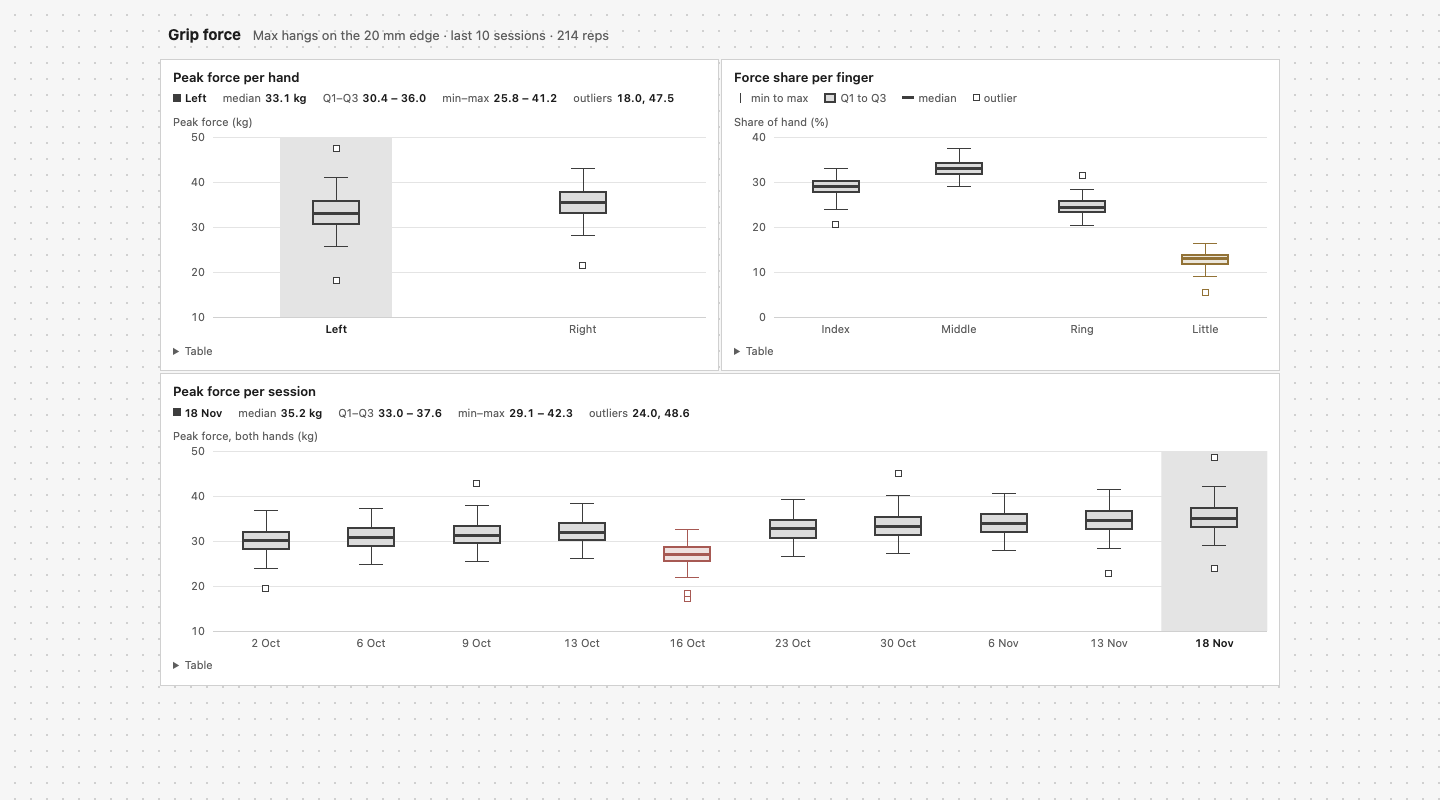 Grip force Max hangs on the 20 mm edge · last 10 sessions · 214 reps
Peak force per hand
Left median 33.1 kg Q1–Q3 30.4 – 36.0 min–max 25.8 – 41.2 outliers 18.0, 47.5
Peak force (kg)
50
40
30
20
10
Left Right
Table
Force share per finger
min to max Q1 to Q3 median outlier
Share of hand (%)
40
30
20
10
0
Index Middle Ring Little
Table
Peak force per session
18 Nov median 35.2 kg Q1–Q3 33.0 – 37.6 min–max 29.1 – 42.3 outliers 24.0, 48.6
Peak force, both hands (kg)
50
40
30
20
10
2 Oct 6 Oct 9 Oct 13 Oct 16 Oct 23 Oct 30 Oct 6 Nov 13 Nov 18 Nov
Table